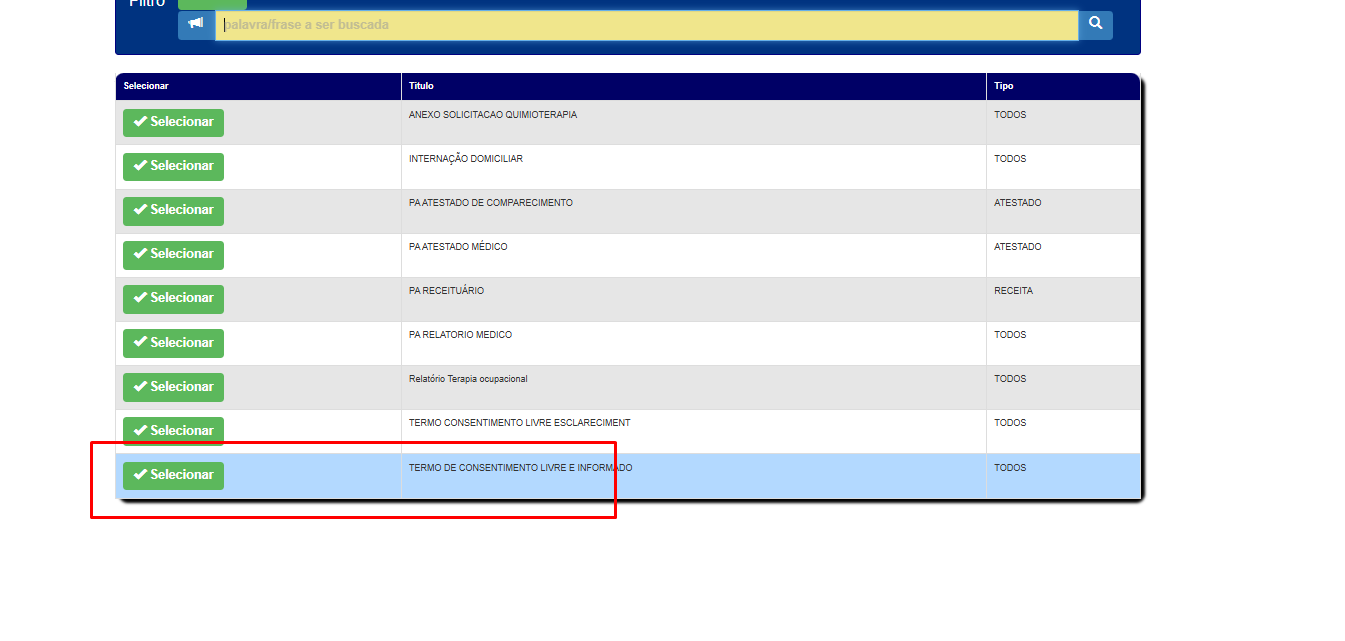 Filtro
palavra/frase a ser buscada
Selecionar Título Tipo
Selecionar ANEXO SOLICITACAO QUIMIOTERAPIA TODOS
Selecionar INTERNAÇÃO DOMICILIAR TODOS
Selecionar PA ATESTADO DE COMPARECIMENTO ATESTADO
Selecionar PA ATESTADO MÉDICO ATESTADO
Selecionar PA RECEITUÁRIO RECEITA
Selecionar PA RELATORIO MEDICO TODOS
Selecionar Relatório Terapia ocupacional TODOS
Selecionar TERMO CONSENTIMENTO LIVRE ESCLARECIMENT TODOS
Selecionar TERMO DE CONSENTIMENTO LIVRE E INFORMADO TODOS